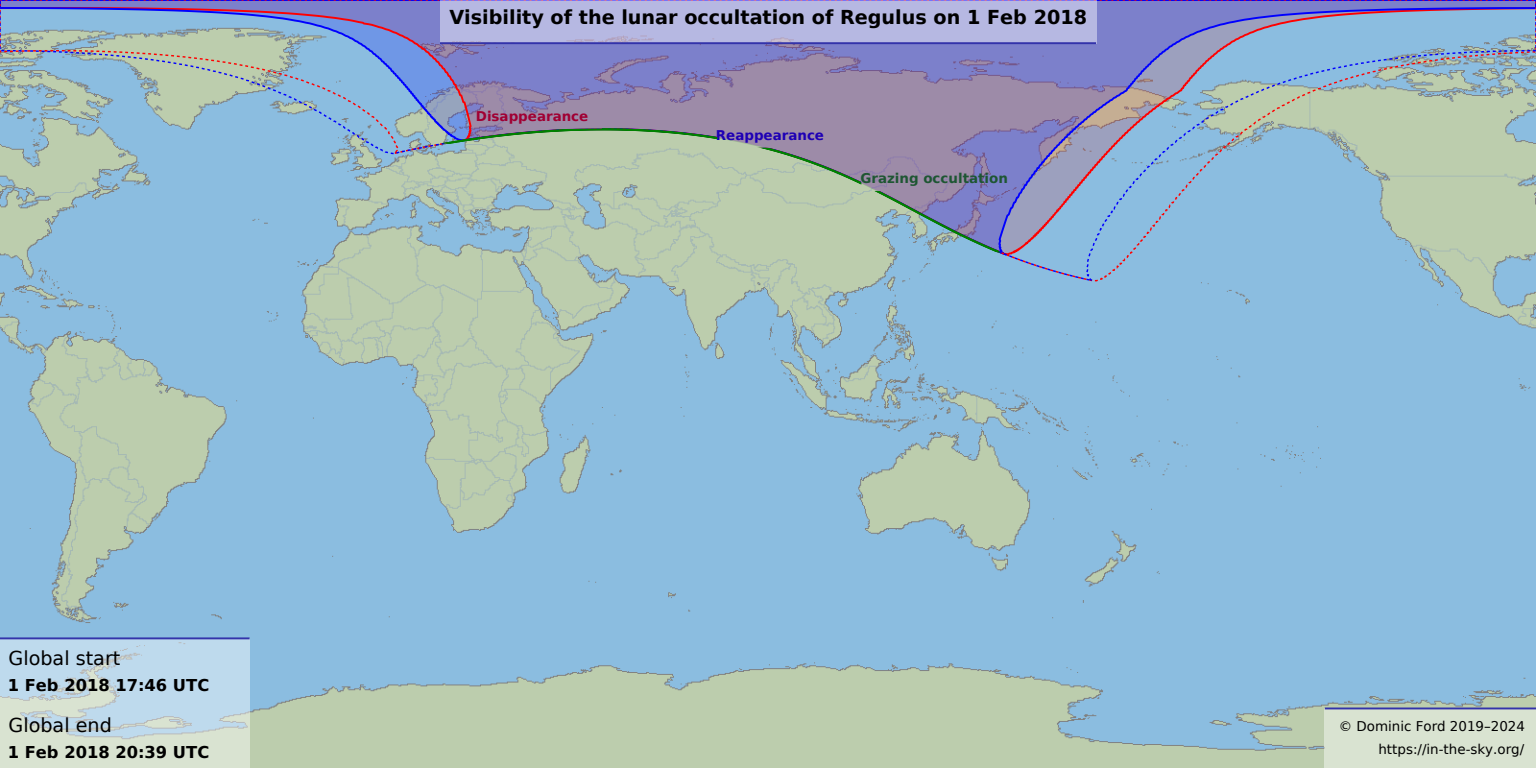 Visibility of the lunar occultation of Regulus on 1 Feb 2018
Disappearance
Reappearance
Grazing occultation
Global start
1 Feb 2018 17:46 UTC
Global end
1 Feb 2018 20:39 UTC
© Dominic Ford 2019–2024
https://in-the-sky.org/